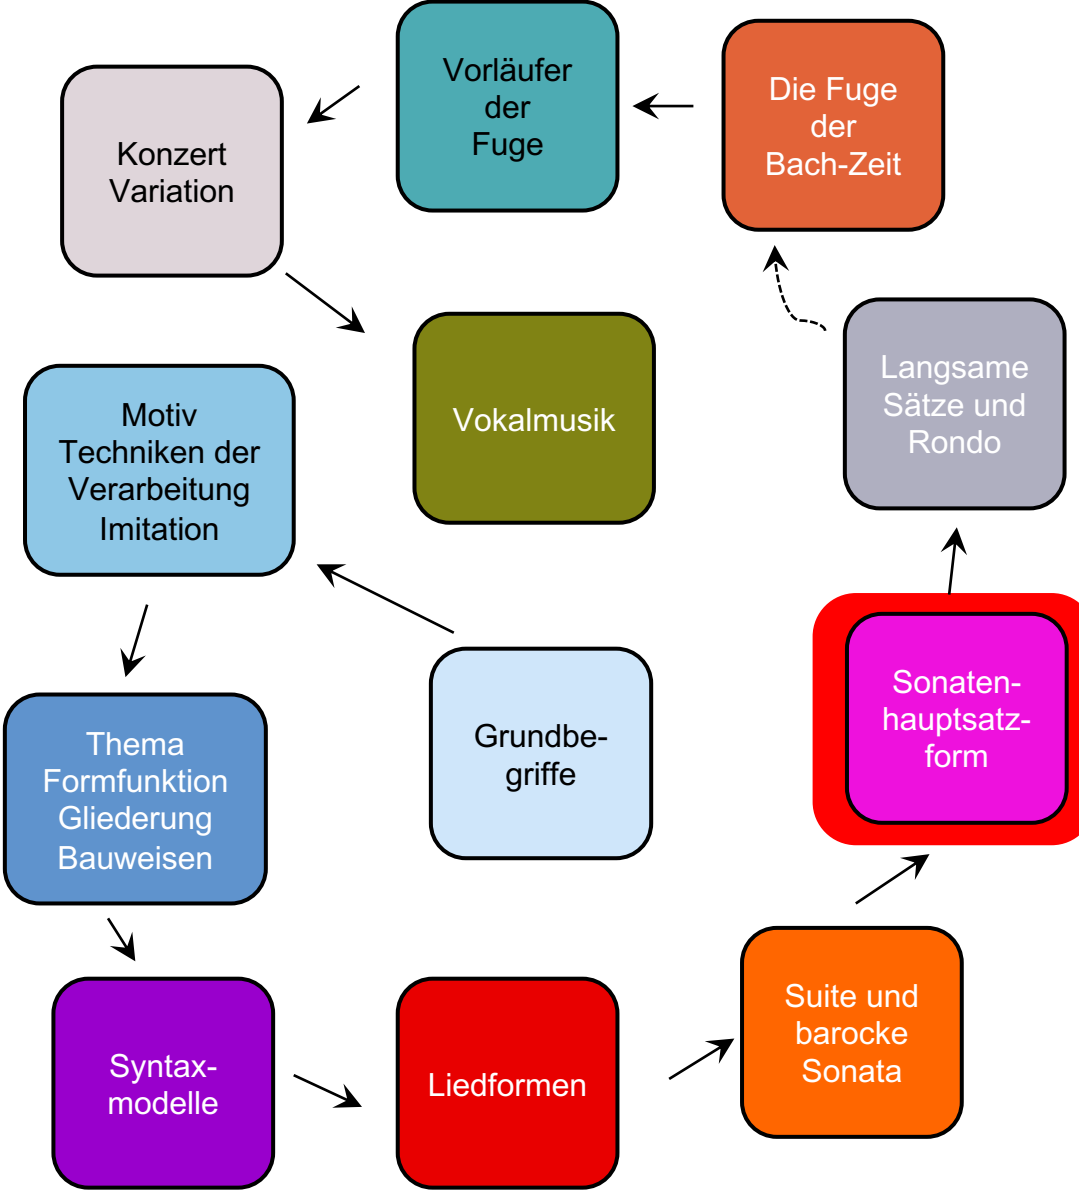 Vorläufer
der
Fuge
Die Fuge
der
Bach-Zeit
Konzert
Variation
Vokalmusik
Langsame
Sätze und
Rondo
Motiv
Techniken der
Verarbeitung
Imitation
Grundbe-
griffe
Sonaten-
hauptsatz-
form
Thema
Formfunktion
Gliederung
Bauweisen
Syntax-
modelle
Liedformen
Suite und
barocke
Sonata